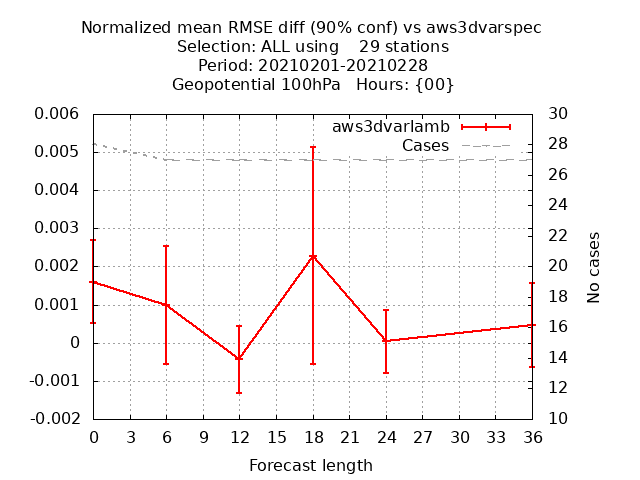 Normalized mean RMSE diff (90% conf) vs aws3dvarspec
Selection: ALL using    29 stations
Period: 20210201-20210228
Geopotential 100hPa   Hours: {00}
aws3dvarlamb
Cases
0.006
0.005
0.004
0.003
0.002
0.001
0
-0.001
-0.002
30
28
26
24
22
20
18
16
14
12
10
No cases
0 3 6 9 12 15 18 21 24 27 30 33 36
Forecast length